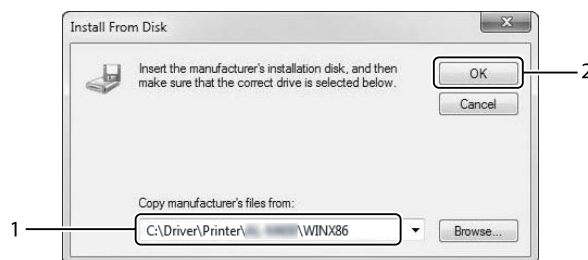 Install From Disk
Insert the manufacturer's installation disk, and then
make sure that the correct drive is selected below.
OK
2
Cancel
Copy manufacturer's files from:
1
C:\Driver\Printer\ \WINX86
Browse...